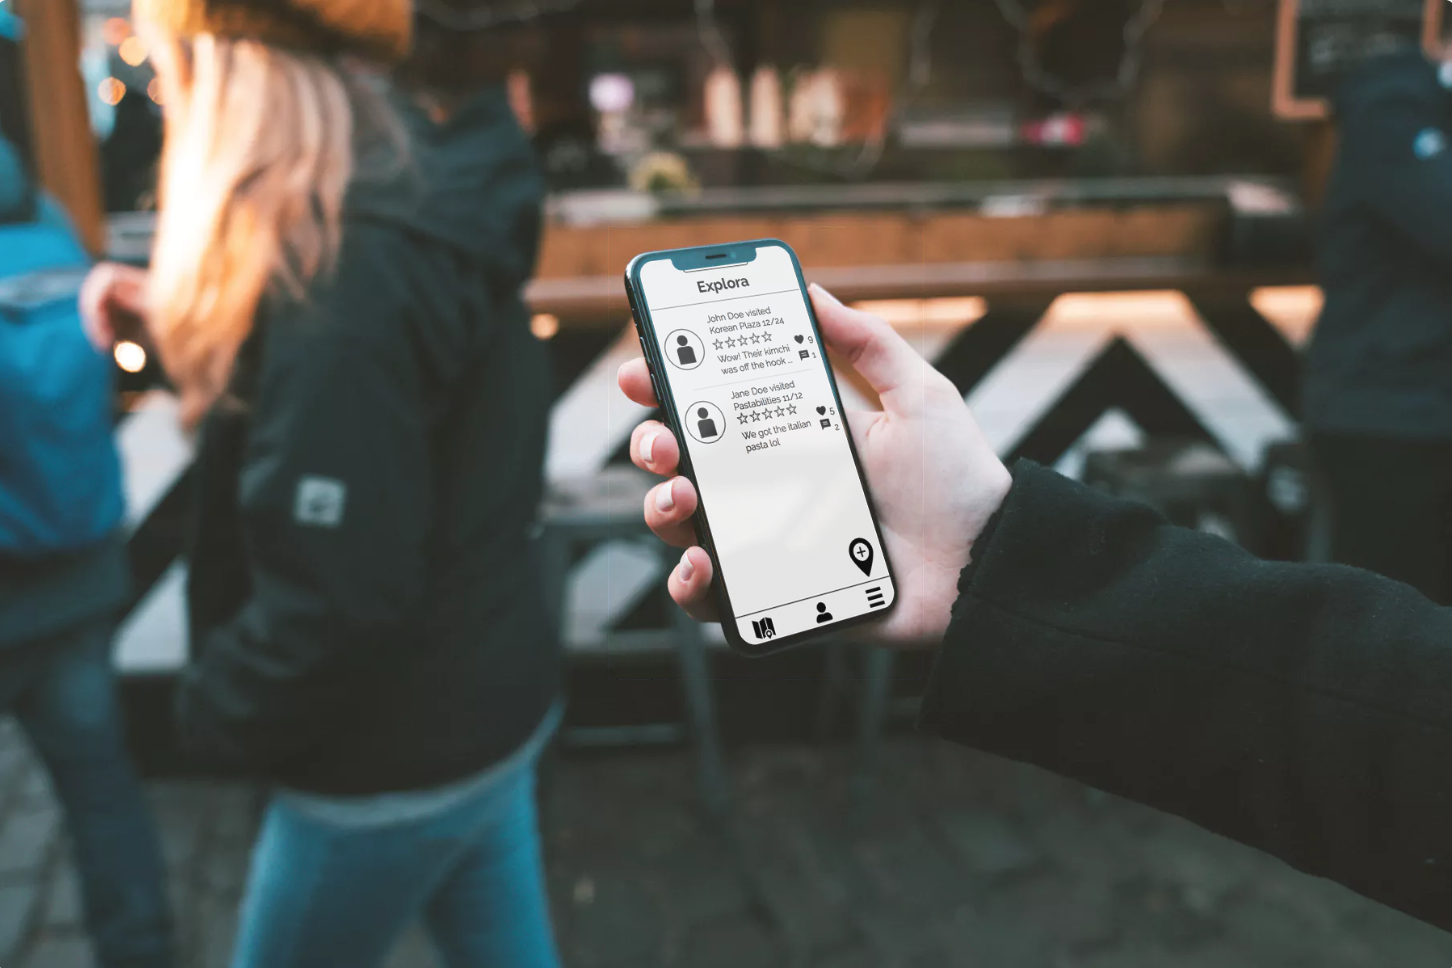 Explora
John Doe visited
Korean Plaza 12/24
Wow! Their kimchi
was off the hook ...
9
1
Jane Doe visited
Pastabilities 11/12
We got the italian
pasta lol
5
2